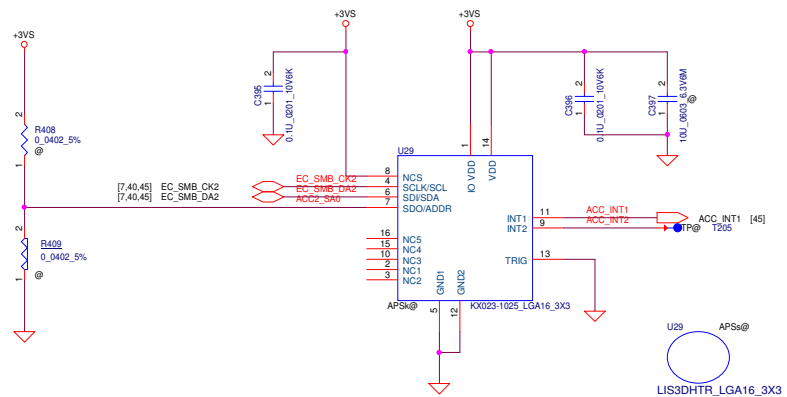 +3VS
+3VS
+3VS
2
C395
1
0.1U_0201_10V6K
2
C396
1
0.1U_0201_10V6K
2
C397
1
10U_0603_6.3V6M
@
2
R408
0_0402_5%
@
1
U29
1
14
IO VDD
VDD
8
NCS
EC_SMB_CK2
[7,40,45] EC_SMB_CK2
4
SCLK/SCL
EC_SMB_DA2
[7,40,45] EC_SMB_DA2
6
SDI/SDA
ACC2_SA0
7
SDO/ADDR
INT1
11
ACC_INT1
ACC_INT1 [45]
INT2
9
ACC_INT2
TP@ T205
2
R409
0_0402_5%
@
1
16
NC5
15
NC4
10
NC3
2
NC1
3
NC2
TRIG
13
GND1
GND2
5
12
APSk@
KX023-1025_LGA16_3X3
U29
APSs@
LIS3DHTR_LGA16_3X3